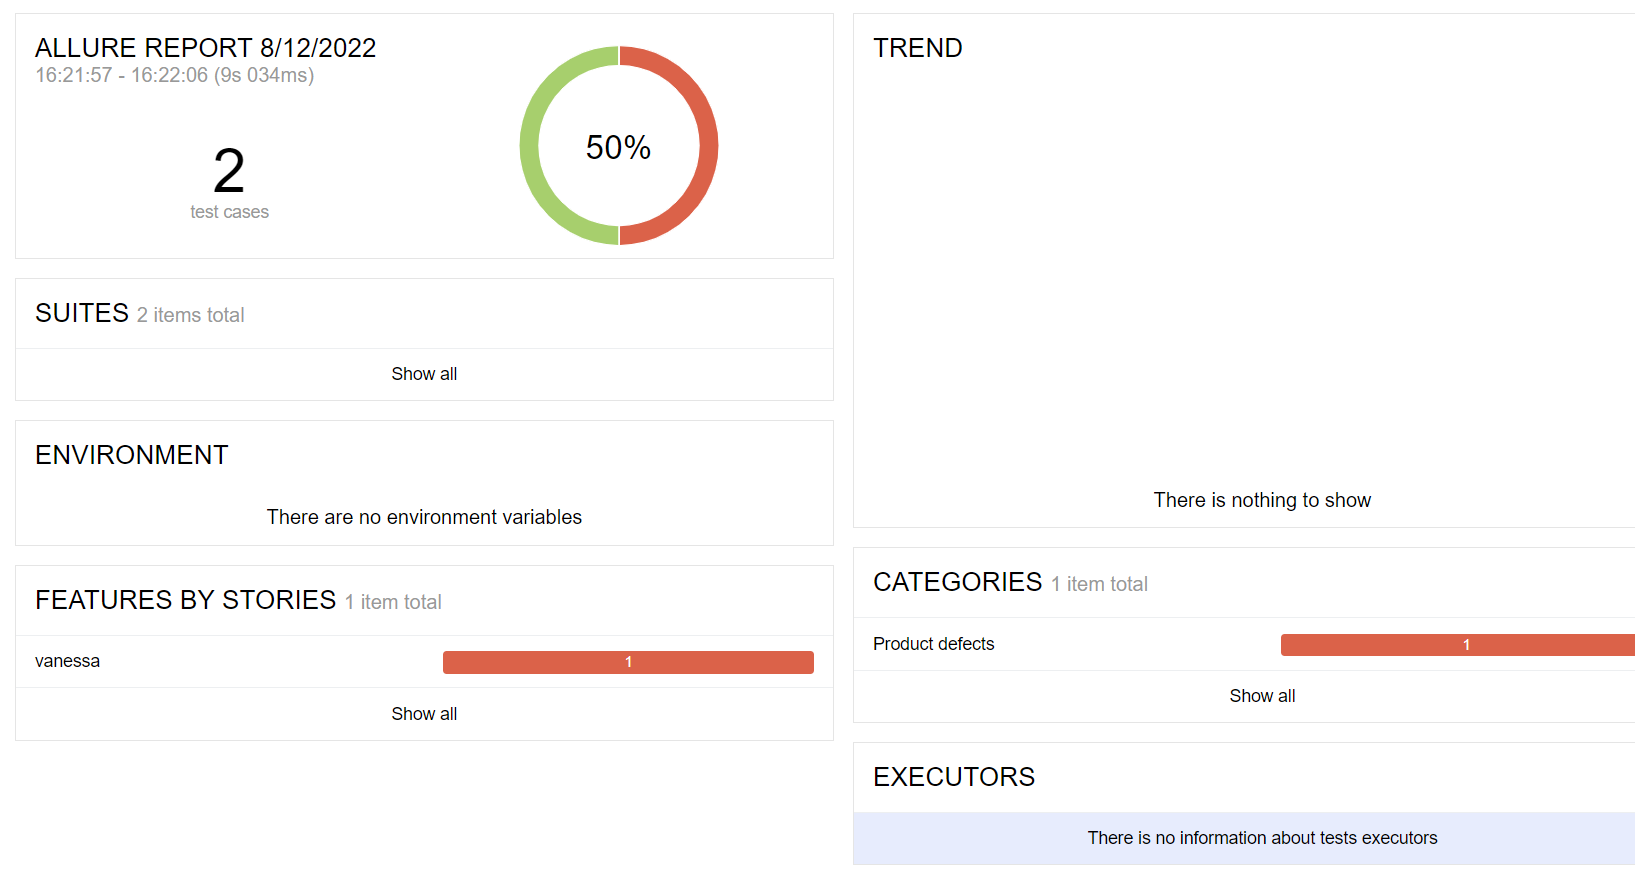 ALLURE REPORT 8/12/2022
16:21:57 - 16:22:06 (9s 034ms)
2
test cases
50%
SUITES 2 items total
Show all
ENVIRONMENT
There are no environment variables
FEATURES BY STORIES 1 item total
vanessa 1
Show all
TREND
There is nothing to show
CATEGORIES 1 item total
Product defects 1
Show all
EXECUTORS
There is no information about tests executors